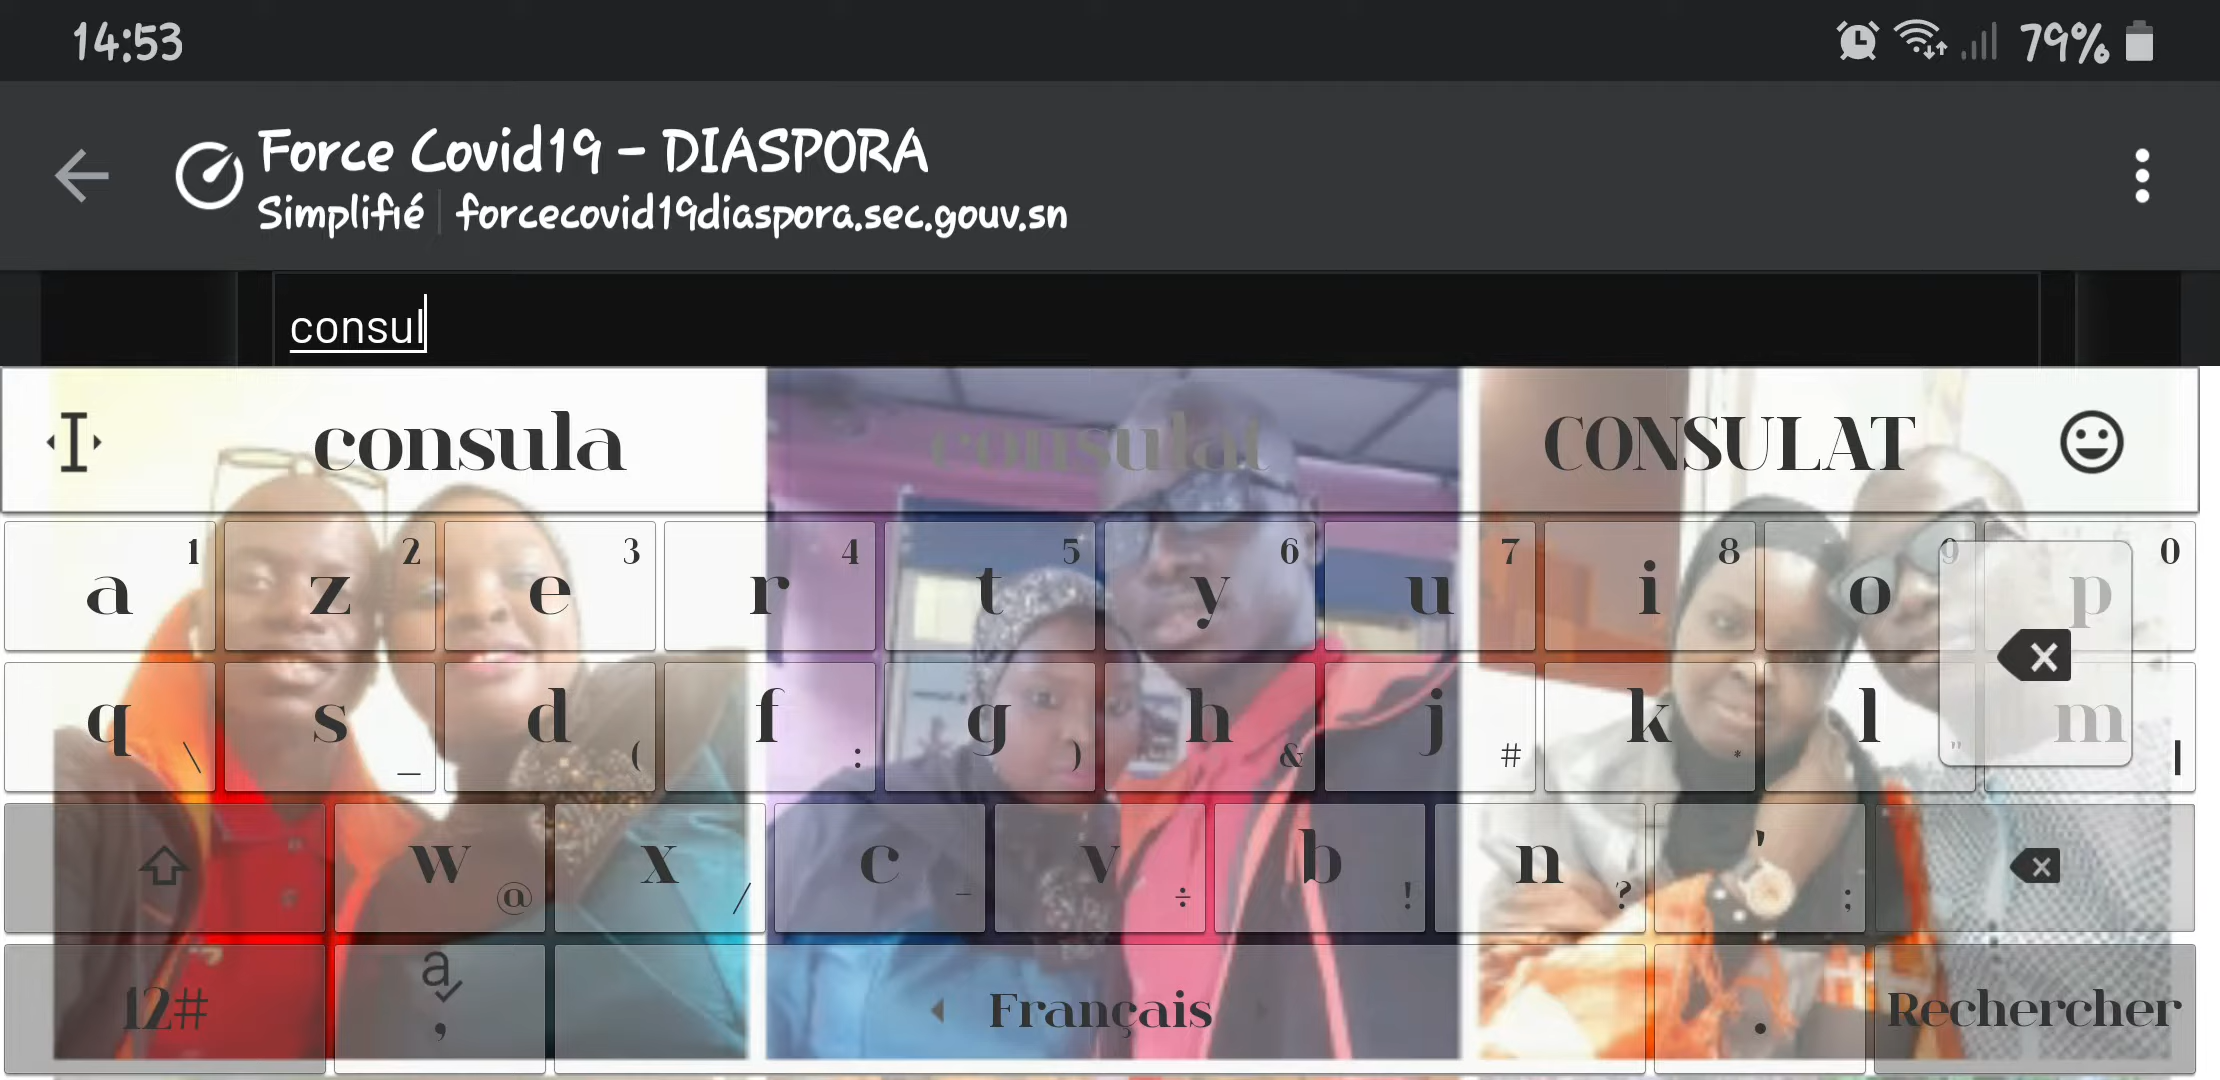 14:53 79%
Force Covid19 - DIASPORA
Simplifié forcecovid19diaspora.sec.gouv.sn
consul
consula consulat CONSULAT
1 2 3 4 5 6 7 8 9 0
a z e r t y u i o p
q s d f g h j k l m
\ _ ( : ) & # * " |
w x c v b n '
@ / - ÷ ! ? ;
12# a , Français . Rechercher